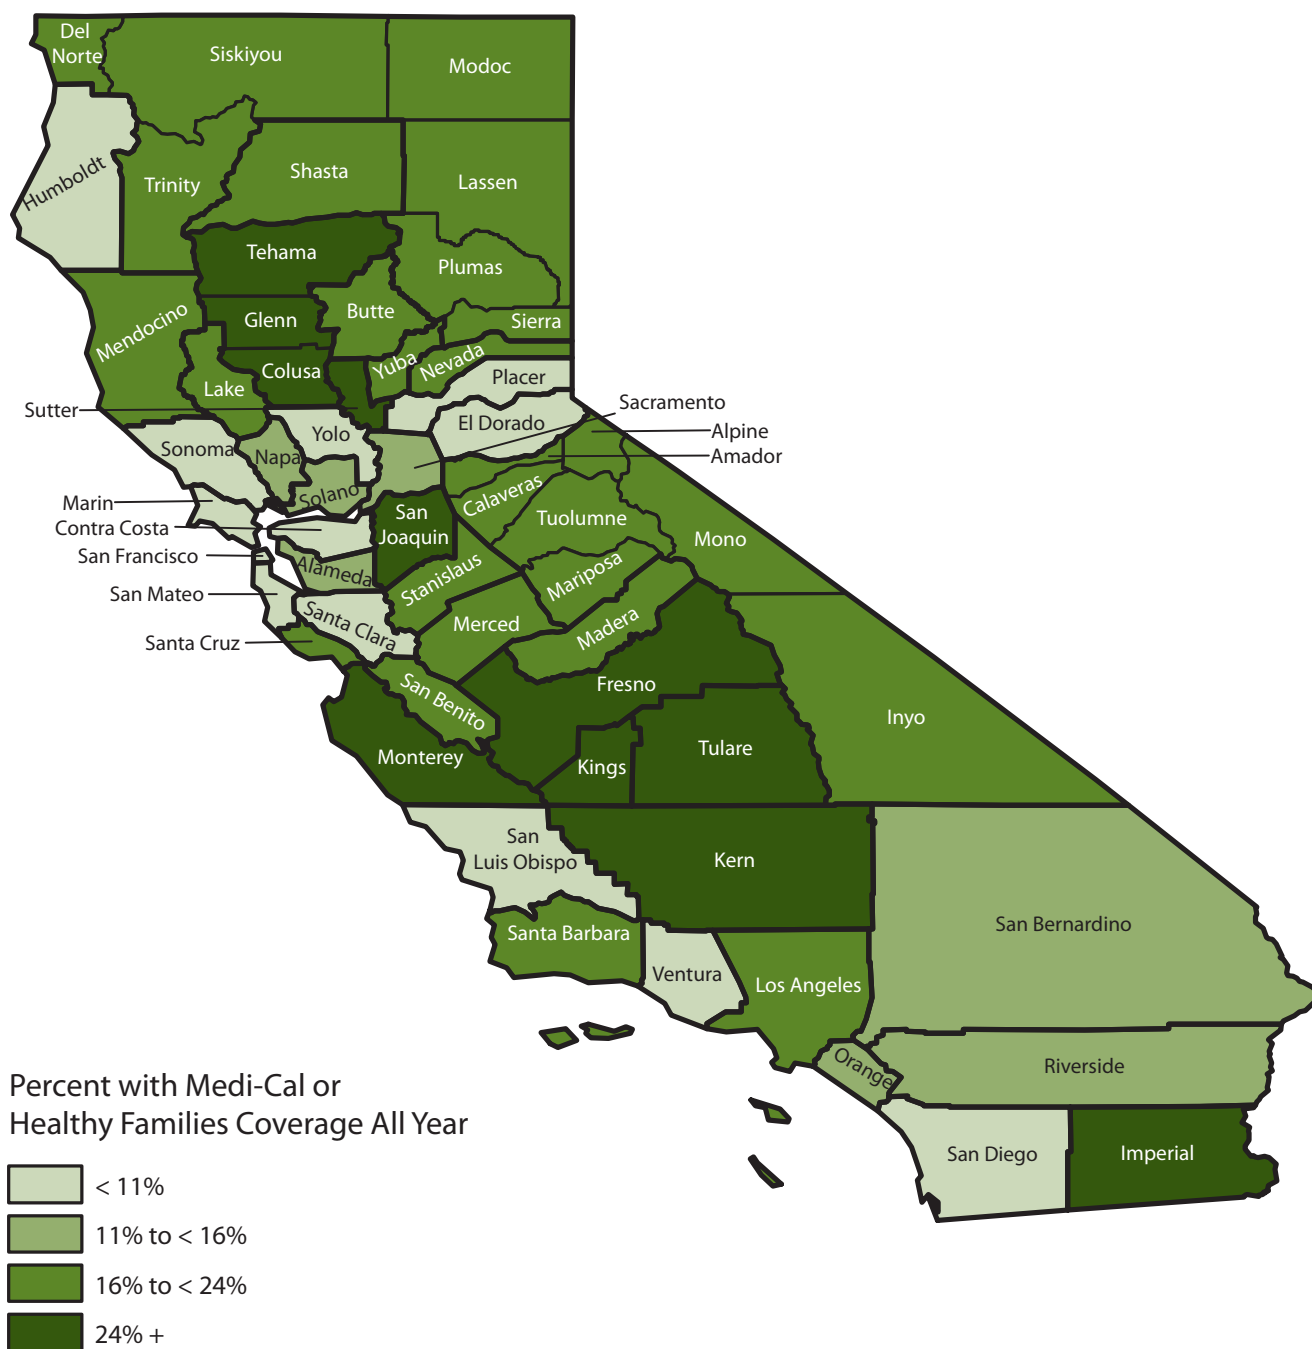 Del
Norte
Siskiyou
Modoc
Humboldt
Trinity
Shasta
Lassen
Tehama
Plumas
Mendocino
Glenn
Butte
Sierra
Lake
Colusa
Yuba
Nevada
Placer
Sutter
Sacramento
El Dorado
Alpine
Amador
Sonoma
Napa
Yolo
Solano
Calaveras
Marin
Contra Costa
San
Joaquin
Tuolumne
Mono
San Francisco
Alameda
Stanislaus
Mariposa
San Mateo
Santa Clara
Merced
Madera
Santa Cruz
San Benito
Fresno
Inyo
Monterey
Kings
Tulare
San
Luis Obispo
Kern
Santa Barbara
Ventura
Los Angeles
San Bernardino
Orange
Riverside
San Diego
Imperial
Percent with Medi-Cal or
Healthy Families Coverage All Year
< 11%
11% to < 16%
16% to < 24%
24% +